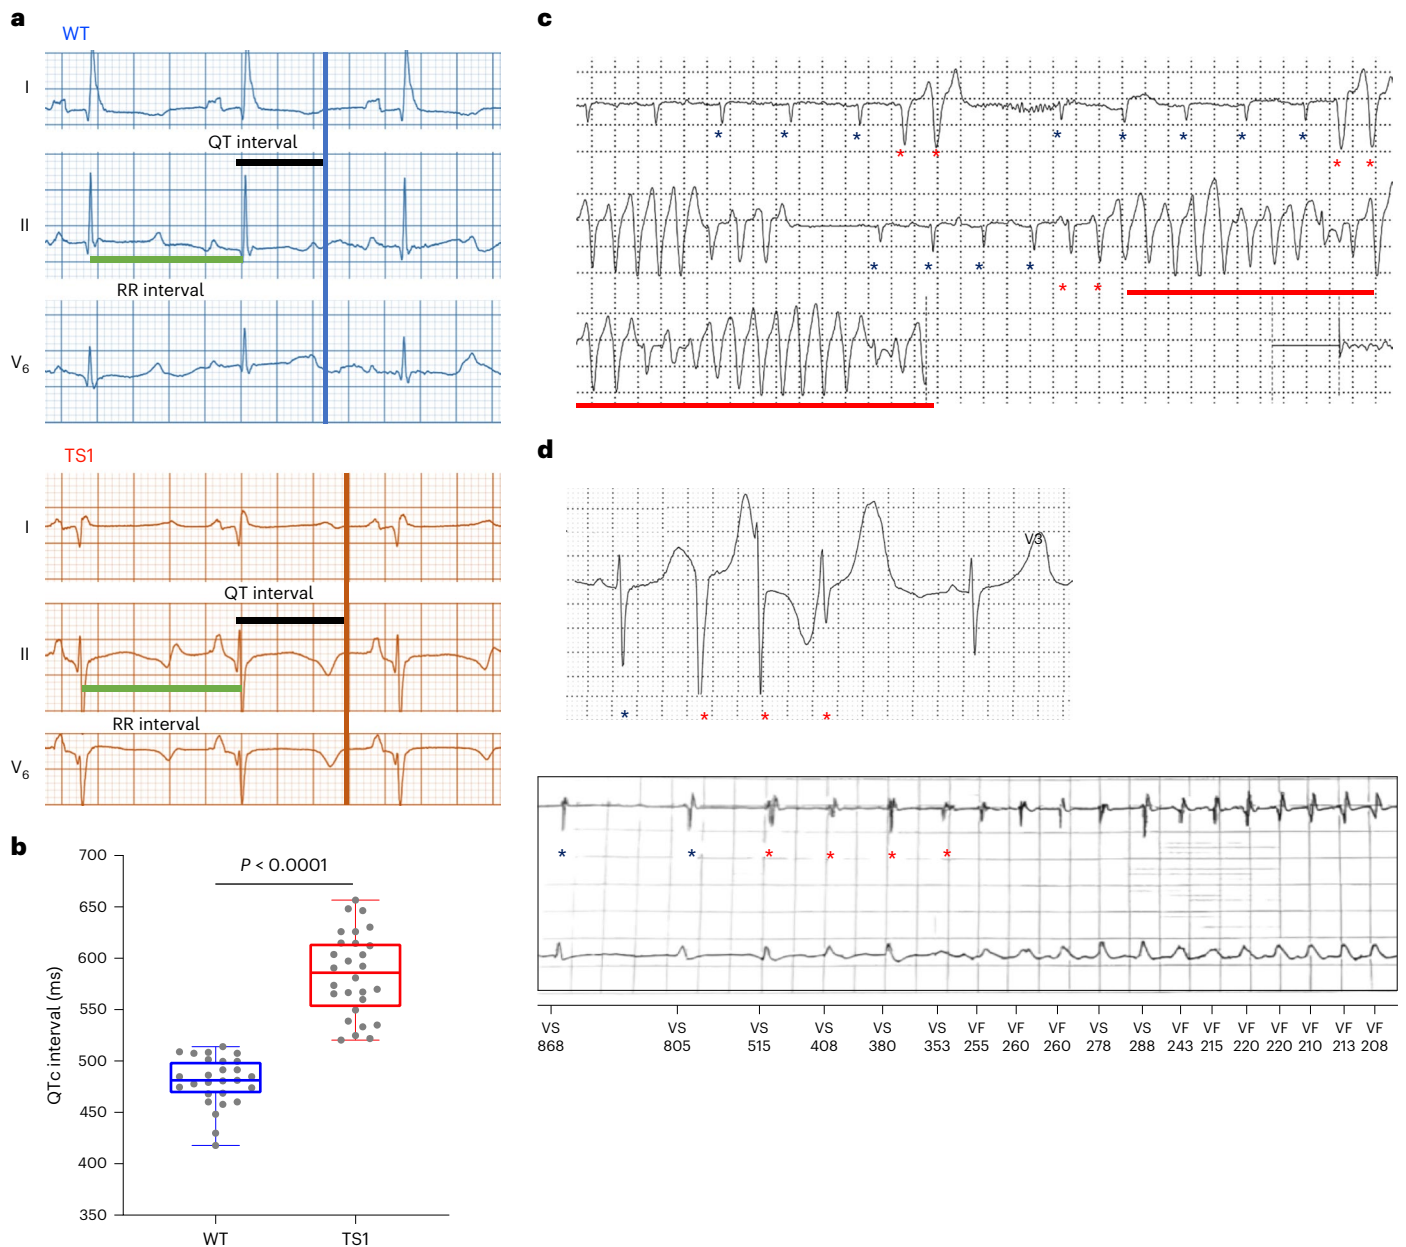 a
WT
I
QT interval
II
RR interval
V6
TS1
I
QT interval
II
RR interval
V6
b
700
650
600
550
500
450
400
350
QTc interval (ms)
P < 0.0001
WT
TS1
c
* * * * * * * * *
* * * *
* * * *
* *
d
V3
* * * *
* * * * * *
VS VS VS VS VS VS VF VF VF VS VS VF VF VF VF VF VF VF
868 805 515 408 380 353 255 260 260 278 288 243 215 220 220 210 213 208